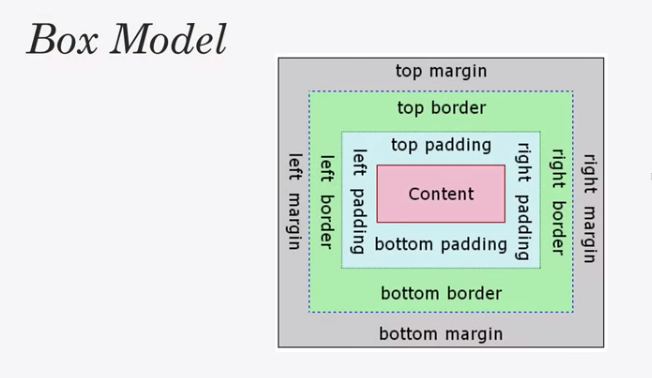 Box Model
top margin
top border
top padding
left margin
left border
left padding
Content
right padding
right border
right margin
bottom padding
bottom border
bottom margin